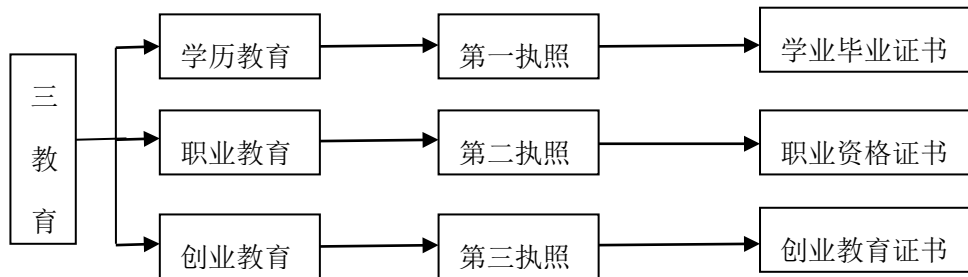 三教育
学历教育
第一执照
学业毕业证书
职业教育
第二执照
职业资格证书
创业教育
第三执照
创业教育证书